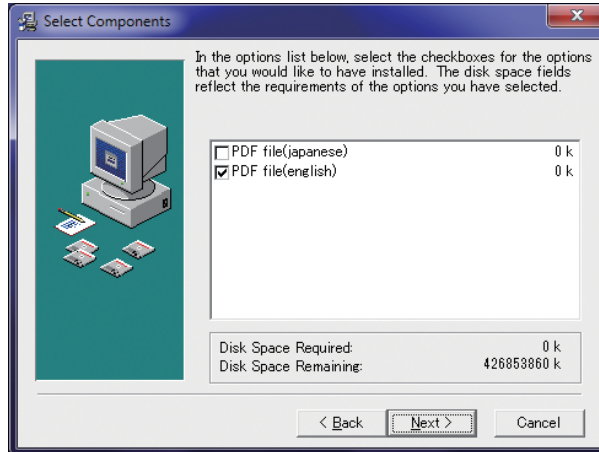 Select Components
In the options list below, select the checkboxes for the options
that you would like to have installed. The disk space fields
reflect the requirements of the options you have selected.
PDF file(japanese) 0 k
PDF file(english) 0 k
Disk Space Required: 0 k
Disk Space Remaining: 426853860 k
< Back Next > Cancel